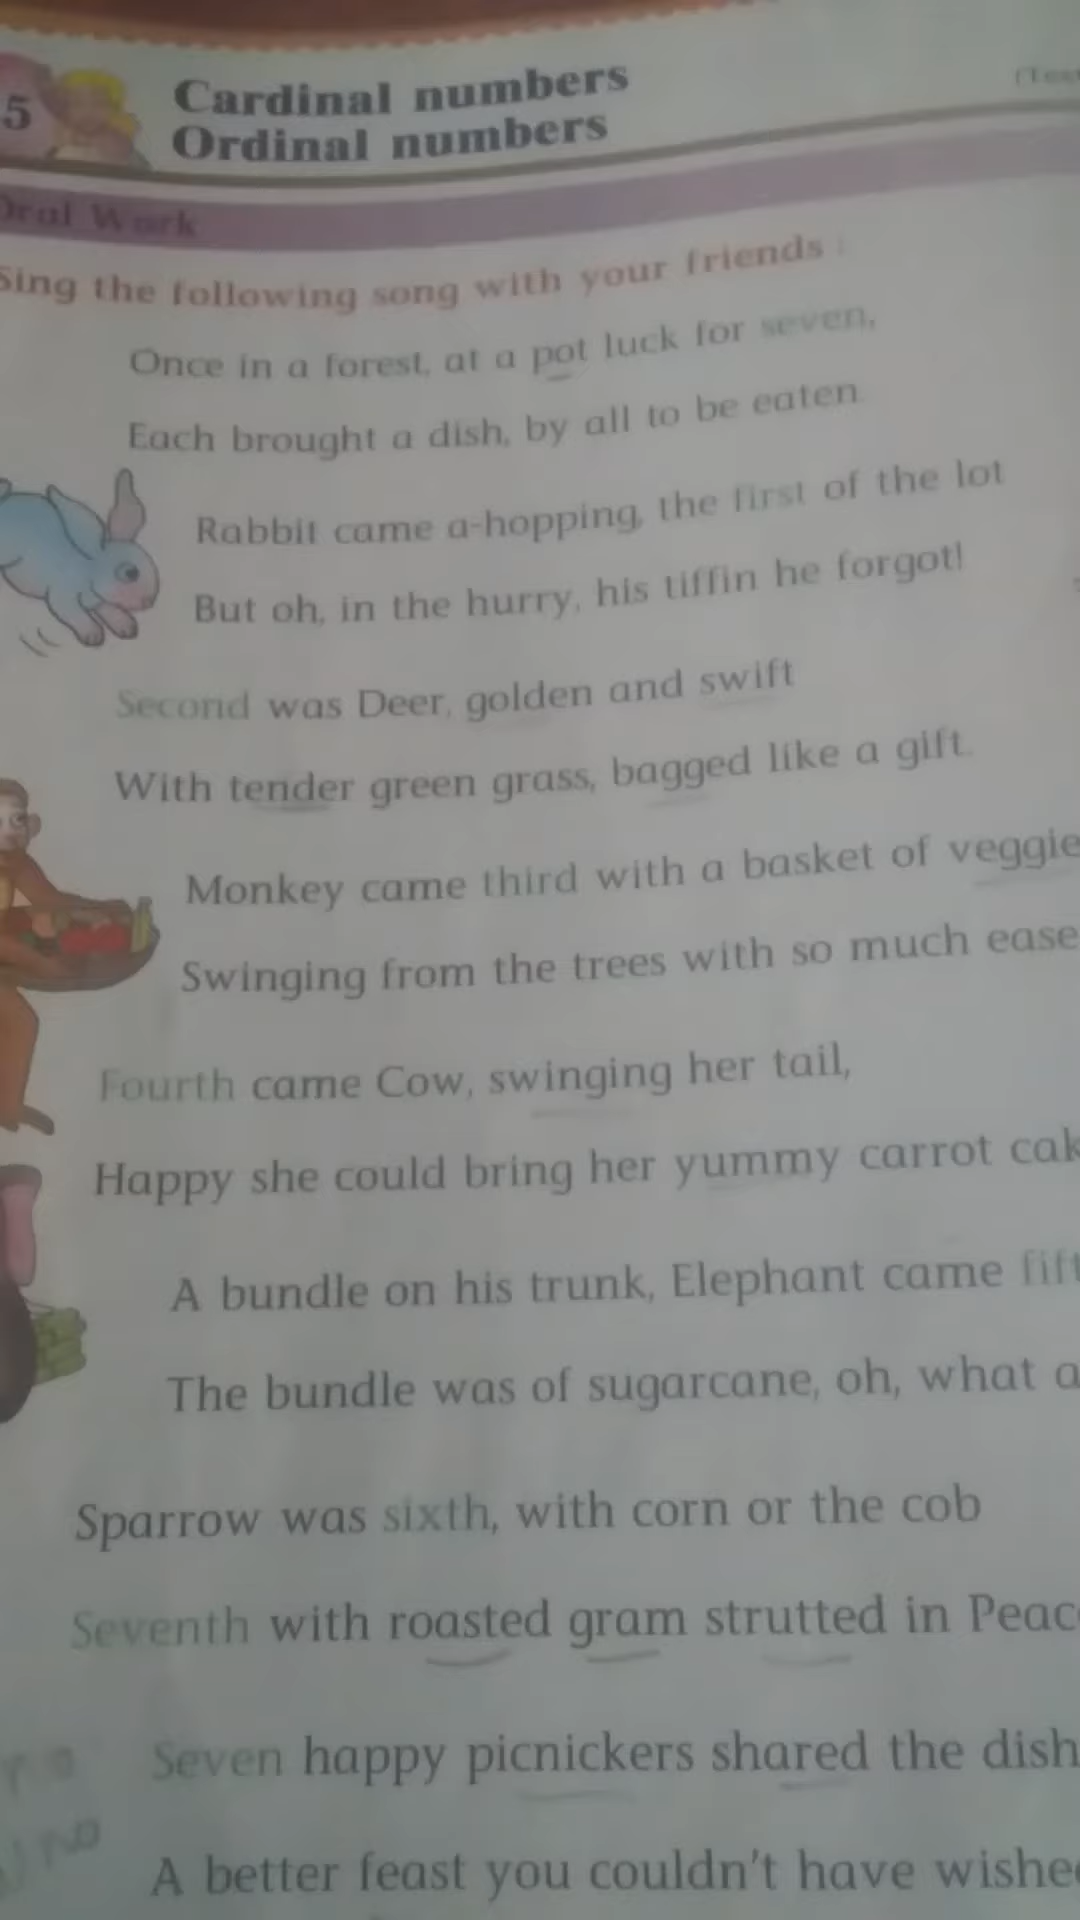 5
Cardinal numbers
Ordinal numbers
Oral Work
Sing the following song with your friends :
Once in a forest, at a pot luck for seven,
Each brought a dish, by all to be eaten.
Rabbit came a-hopping, the first of the lot
But oh, in the hurry, his tiffin he forgot!
Second was Deer, golden and swift
With tender green grass, bagged like a gift.
Monkey came third with a basket of veggie
Swinging from the trees with so much ease
Fourth came Cow, swinging her tail,
Happy she could bring her yummy carrot cak
A bundle on his trunk, Elephant came fift
The bundle was of sugarcane, oh, what a
Sparrow was sixth, with corn or the cob
Seventh with roasted gram strutted in Peac
Seven happy picnickers shared the dish
A better feast you couldn't have wishe